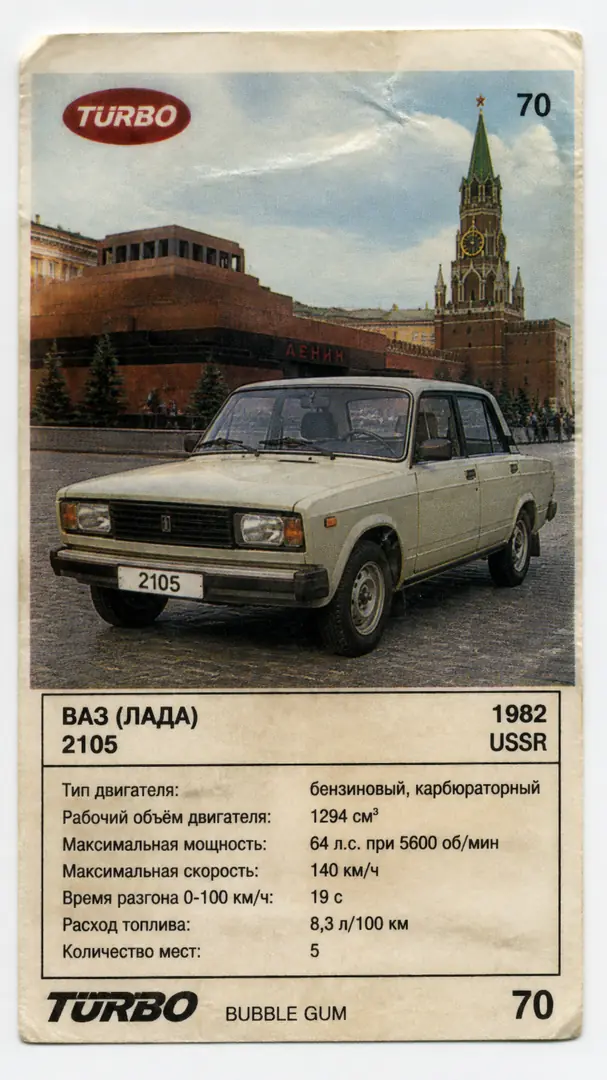 TURBO
70
ЛЕНИН
2105
ВАЗ (ЛАДА)
1982
2105
USSR
Тип двигателя: бензиновый, карбюраторный
Рабочий объём двигателя: 1294 см³
Максимальная мощность: 64 л.с. при 5600 об/мин
Максимальная скорость: 140 км/ч
Время разгона 0-100 км/ч: 19 с
Расход топлива: 8,3 л/100 км
Количество мест: 5
TURBO BUBBLE GUM 70